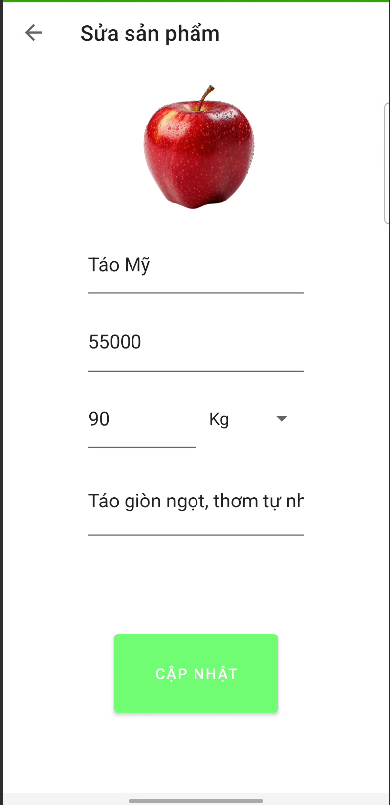 Sửa sản phẩm
Táo Mỹ
55000
90 Kg
Táo giòn ngọt, thơm tự nh
CẬP NHẬT